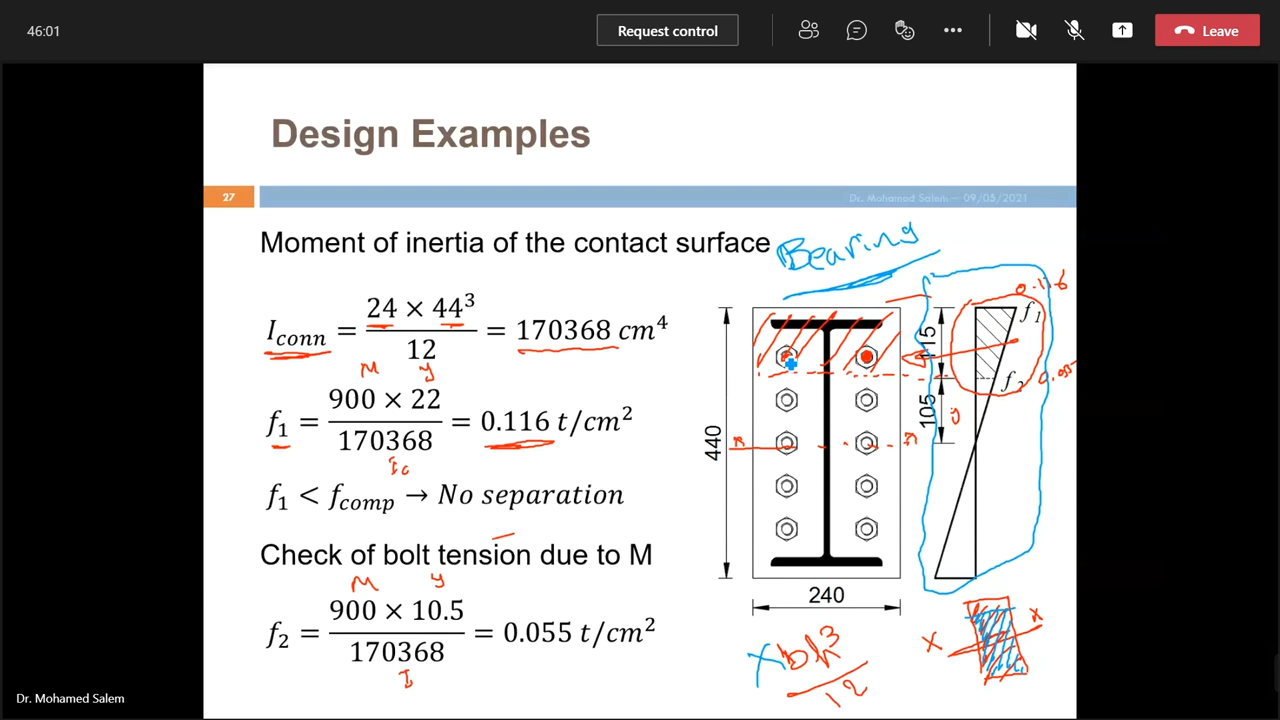 46:01
Request control
Leave
Design Examples
27
Dr. Mohamed Salem – 09/05/2021
Moment of inertia of the contact surface
Bearing
I_conn = 24 × 44³ / 12 = 170368 cm⁴
M y
f₁ = 900 × 22 / 170368 = 0.116 t/cm²
f₁ < f_comp → No separation
Check of bolt tension due to M
M y
f₂ = 900 × 10.5 / 170368 = 0.055 t/cm²
I
0.116
f₁
115
f₂
105
y
440
240
bh³
12
X
x
Dr. Mohamed Salem